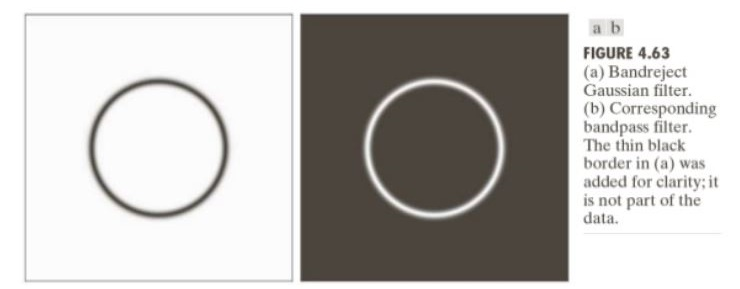 a b
FIGURE 4.63
(a) Bandreject
Gaussian filter.
(b) Corresponding
bandpass filter.
The thin black
border in (a) was
added for clarity; it
is not part of the
data.